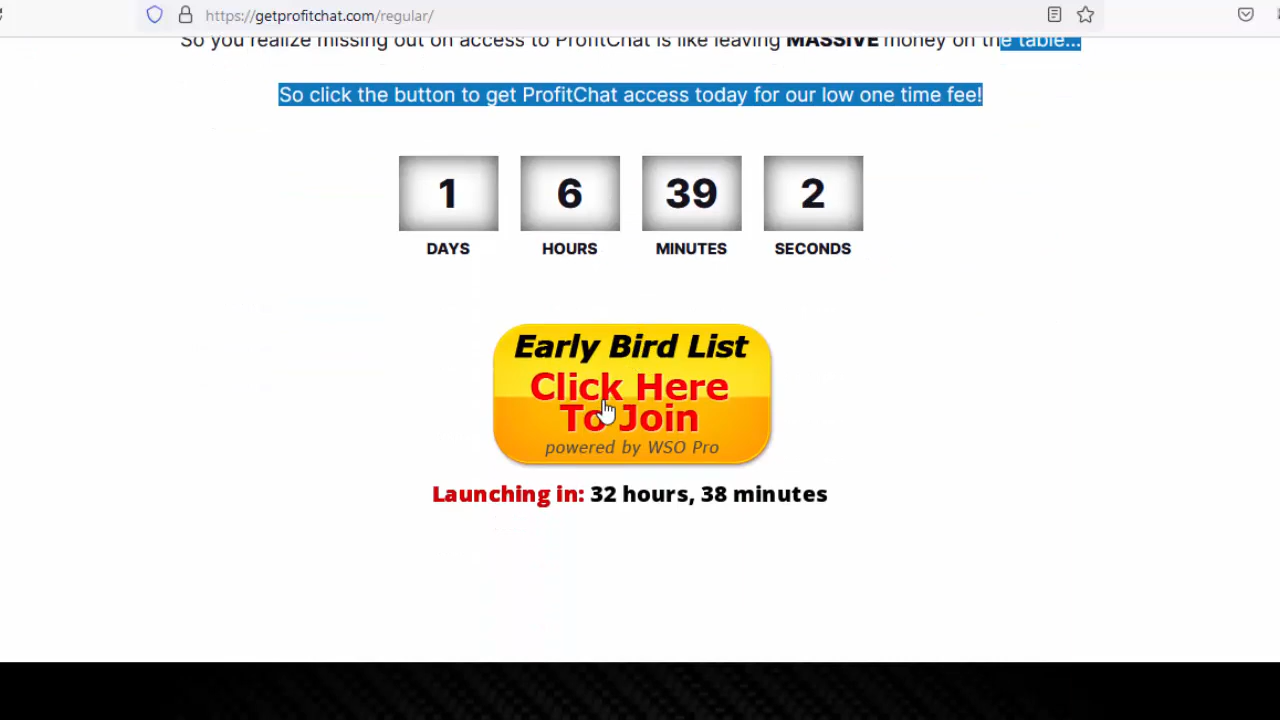 https://getprofitchat.com/regular/
So you realize missing out on access to ProfitChat is like leaving MASSIVE money on the table...
So click the button to get ProfitChat access today for our low one time fee!
1 6 39 2
DAYS HOURS MINUTES SECONDS
Early Bird List
Click Here
To Join
powered by WSO Pro
Launching in: 32 hours, 38 minutes